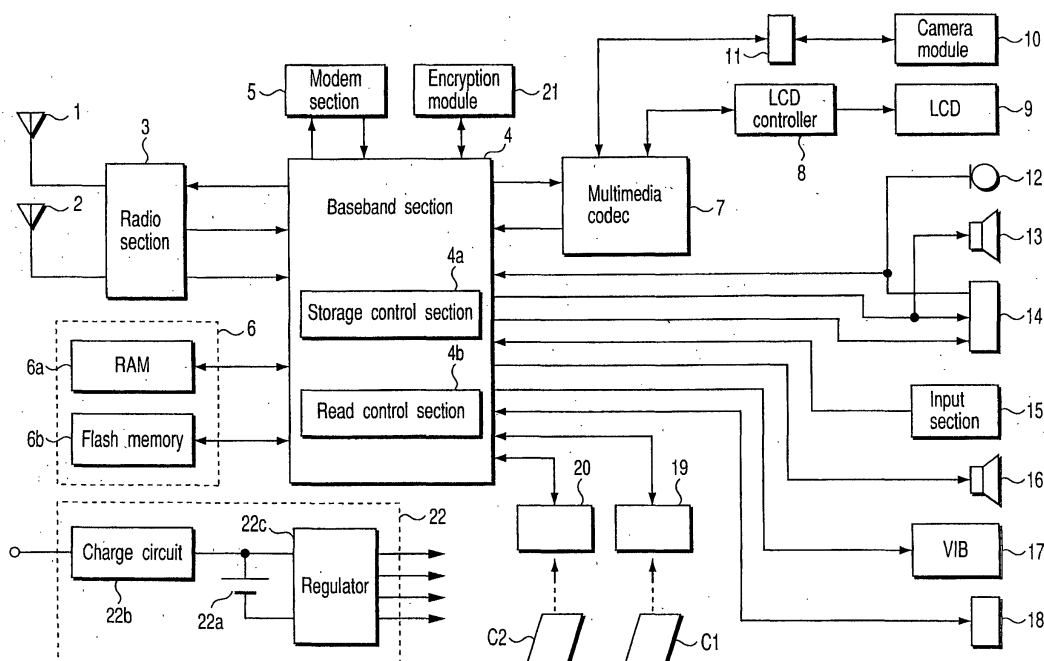 11
Camera module
10
5
Modem section
Encryption module
21
LCD controller
8
LCD
9
1
3
4
2
Radio section
Baseband section
Multimedia codec
7
12
13
4a
Storage control section
14
6
6a
RAM
4b
Read control section
Input section
15
6b
Flash memory
16
20
19
22
22c
Charge circuit
22b
22a
Regulator
VIB
17
C2
C1
18